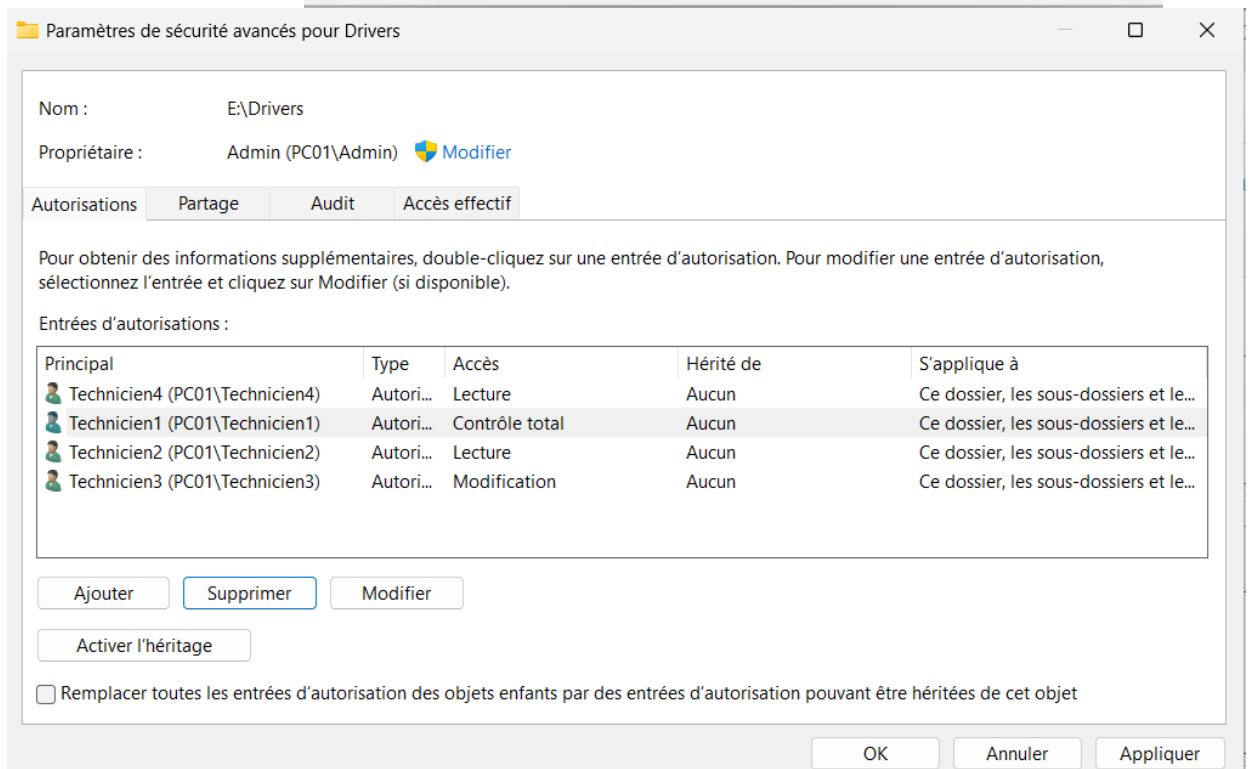 Paramètres de sécurité avancés pour Drivers
Nom : E:\Drivers
Propriétaire : Admin (PC01\Admin) Modifier
Autorisations Partage Audit Accès effectif
Pour obtenir des informations supplémentaires, double-cliquez sur une entrée d’autorisation. Pour modifier une entrée d’autorisation,
sélectionnez l’entrée et cliquez sur Modifier (si disponible).
Entrées d’autorisations :
Principal Type Accès Hérité de S’applique à
Technicien4 (PC01\Technicien4) Autori... Lecture Aucun Ce dossier, les sous-dossiers et le...
Technicien1 (PC01\Technicien1) Autori... Contrôle total Aucun Ce dossier, les sous-dossiers et le...
Technicien2 (PC01\Technicien2) Autori... Lecture Aucun Ce dossier, les sous-dossiers et le...
Technicien3 (PC01\Technicien3) Autori... Modification Aucun Ce dossier, les sous-dossiers et le...
Ajouter Supprimer Modifier
Activer l’héritage
Remplacer toutes les entrées d’autorisation des objets enfants par des entrées d’autorisation pouvant être héritées de cet objet
OK Annuler Appliquer